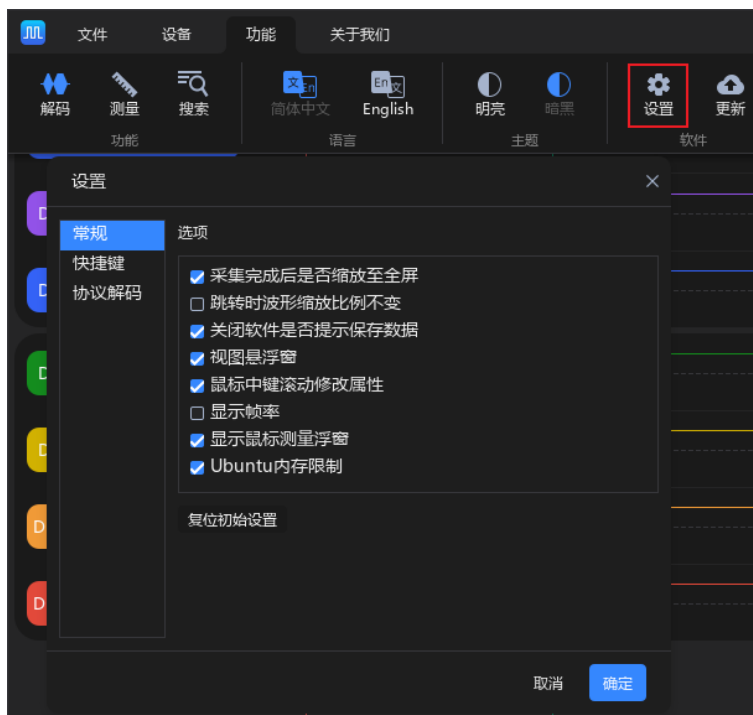 文件 设备 功能 关于我们
解码 测量 搜索 简体中文 English 明亮 暗黑 设置 更新
功能 语言 主题 软件
设置
常规
快捷键
协议解码
选项
采集完成后是否缩放至全屏
跳转时波形缩放比例不变
关闭软件是否提示保存数据
视图悬浮窗
鼠标中键滚动修改属性
显示帧率
显示鼠标测量浮窗
Ubuntu内存限制
复位初始设置
取消 确定